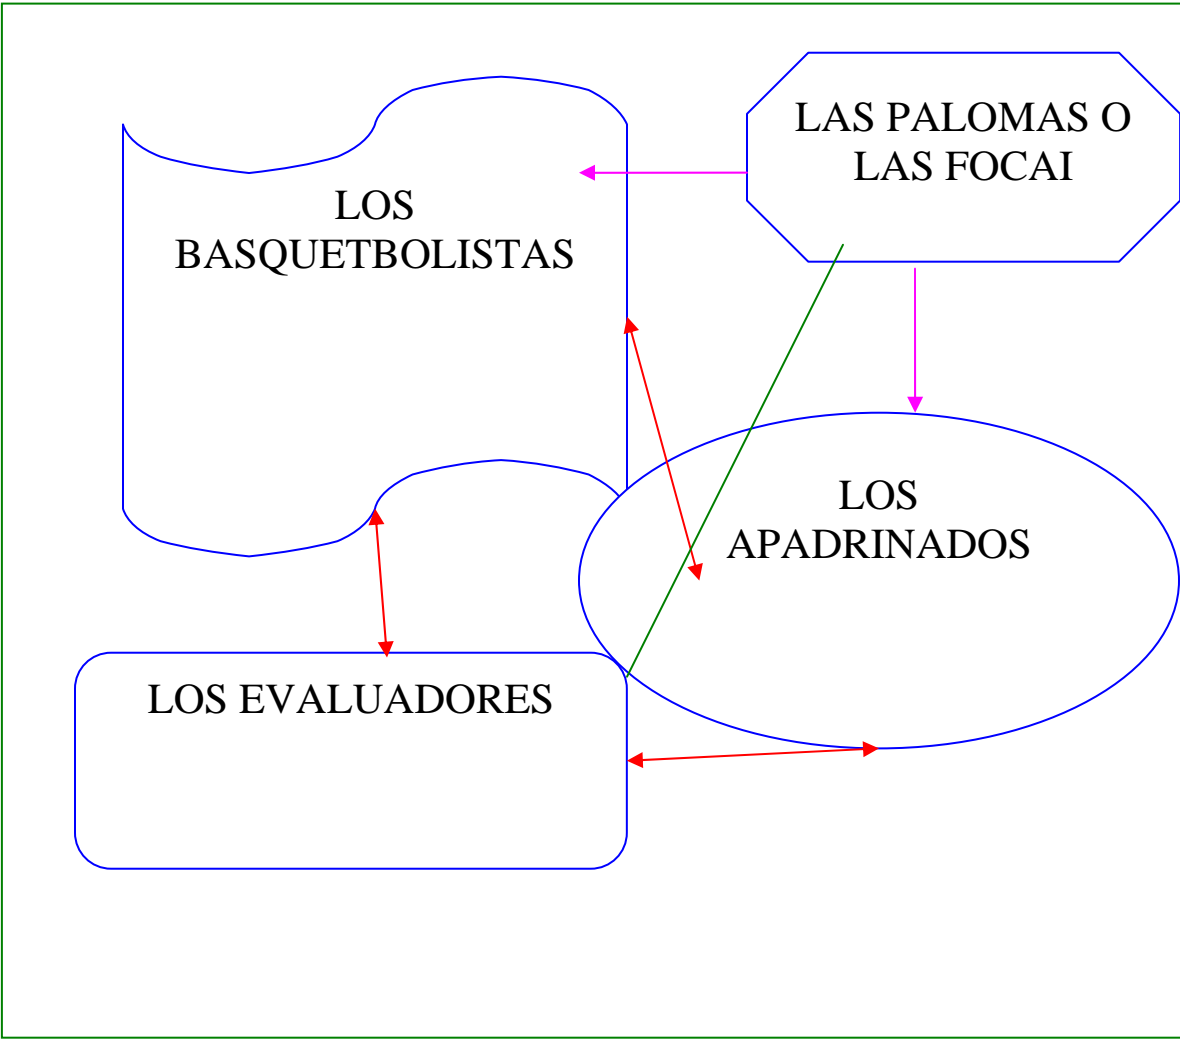 LAS PALOMAS O
LAS FOCAI
LOS
BASQUETBOLISTAS
LOS
APADRINADOS
LOS EVALUADORES